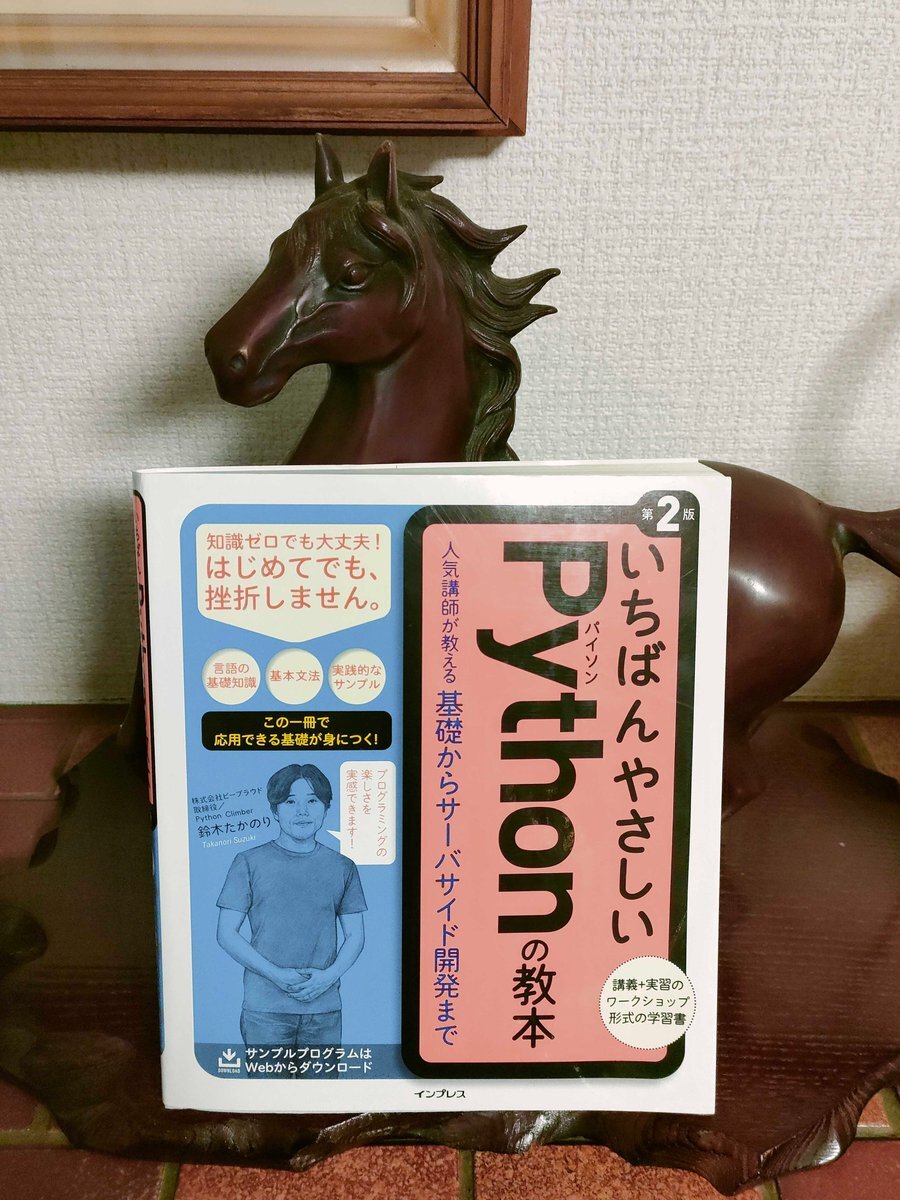 第2版
いちばんやさしい
Python
パイソン
の教本
人気講師が教える 基礎からサーバサイド開発まで
講義+実習の
ワークショップ
形式の学習書
知識ゼロでも大丈夫!
はじめてでも、
挫折しません。
言語の
基礎知識
基本文法
実践的な
サンプル
この一冊で
応用できる基礎が身につく!
プログラミングの
楽しさを
実感できます!
株式会社ビープラウド
取締役/
Python Climber
鈴木たかのり
Takanori Suzuki
DOWNLOAD
サンプルプログラムは
Webからダウンロード
インプレス